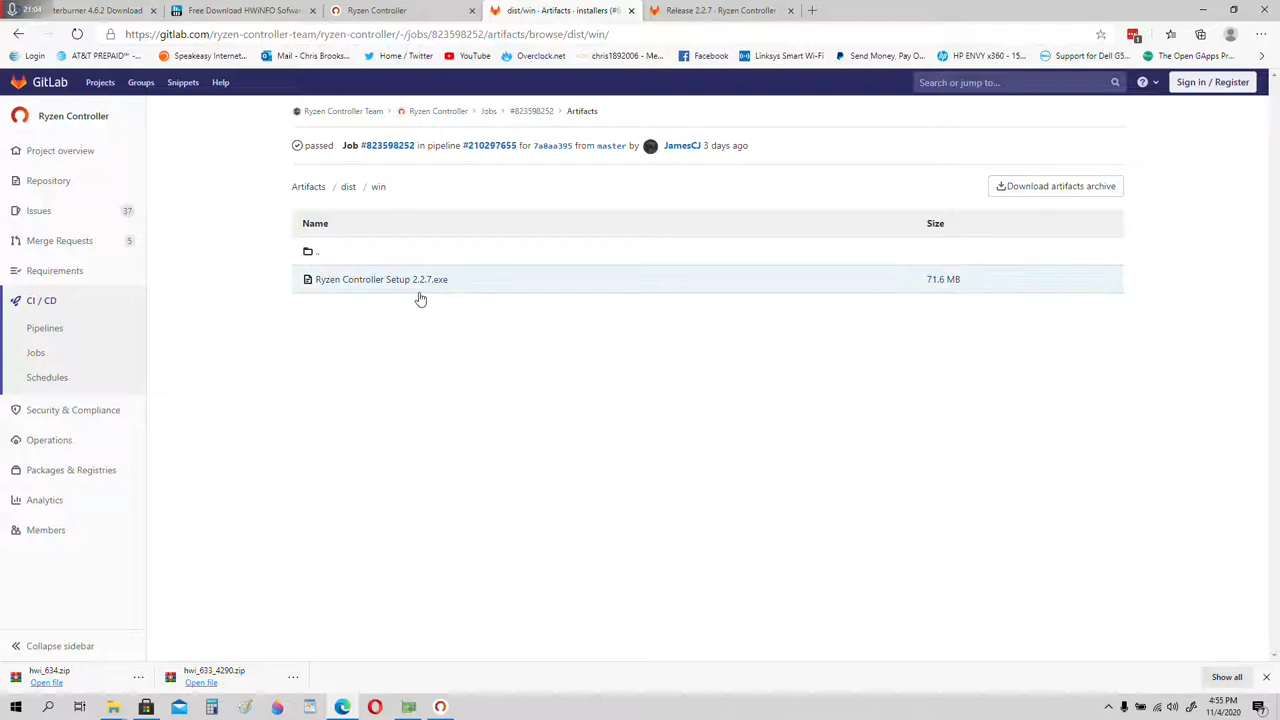 21:04
terburner 4.6.2 Download
Free Download HWiNFO Sofwa
Ryzen Controller
dist/win · Artifacts · installers (#6
Release 2.2.7 · Ryzen Controller
https://gitlab.com/ryzen-controller-team/ryzen-controller/-/jobs/823598252/artifacts/browse/dist/win/
1
Login
AT&T PREPAID℠ -...
Speakeasy Internet...
Mail - Chris Brooks...
Home / Twitter
YouTube
Overclock.net
chris1892006 - The...
Facebook
Linksys Smart Wi-Fi
Send Money, Pay O...
HP ENVY x360 - 15...
Support for Dell G5...
The Open GApps Pr...
GitLab
Projects
Groups
Snippets
Help
Search or jump to...
Sign in / Register
Ryzen Controller
Ryzen Controller Team > Ryzen Controller > Jobs > #823598252 > Artifacts
Project overview
passed Job #823598252 in pipeline #210297655 for 7a8aa395 from master by JamesCJ 3 days ago
Repository
Artifacts / dist / win
Download artifacts archive
Issues 37
Name Size
Merge Requests 5
..
Requirements
Ryzen Controller Setup 2.2.7.exe 71.6 MB
CI / CD
Pipelines
Jobs
Schedules
Security & Compliance
Operations
Packages & Registries
Analytics
Members
Collapse sidebar
hwi_634.zip
Open file
...
hwi_633_4290.zip
Open file
...
Show all
4:55 PM
11/4/2020
7